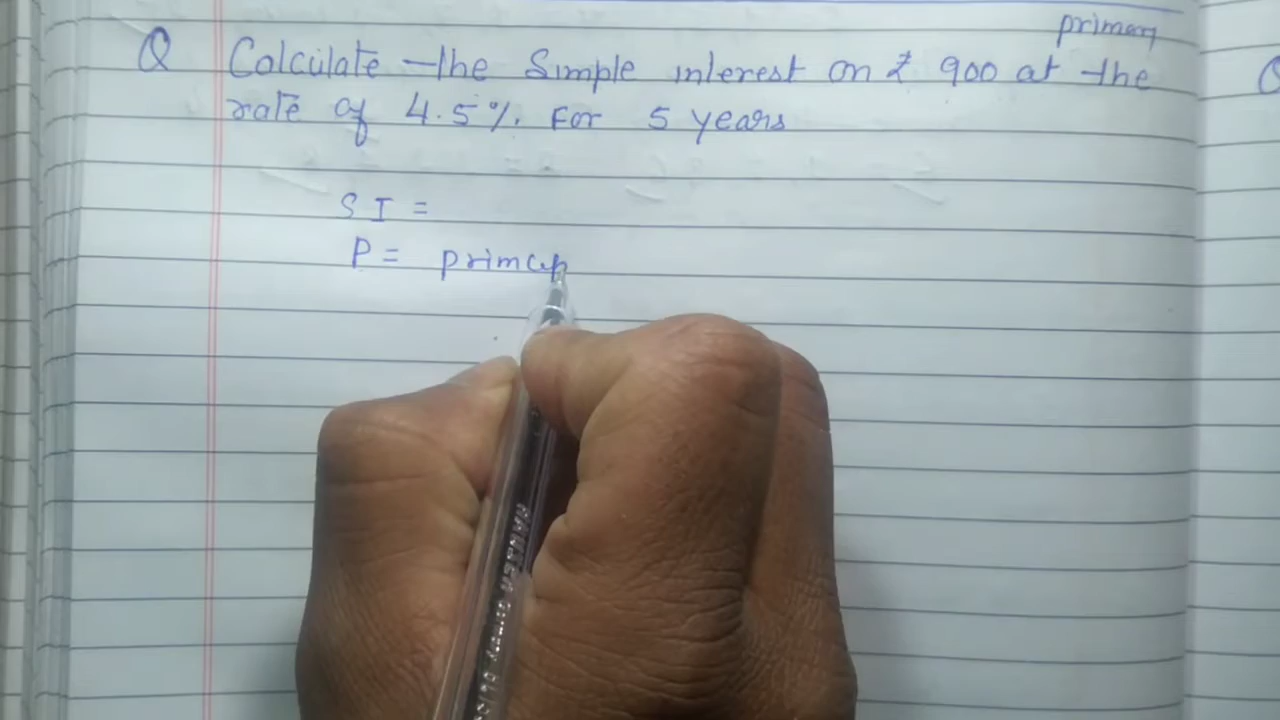 primary
Q Calculate the Simple interest on ₹ 900 at the
rate of 4.5%. For 5 years
S I =
P = princip